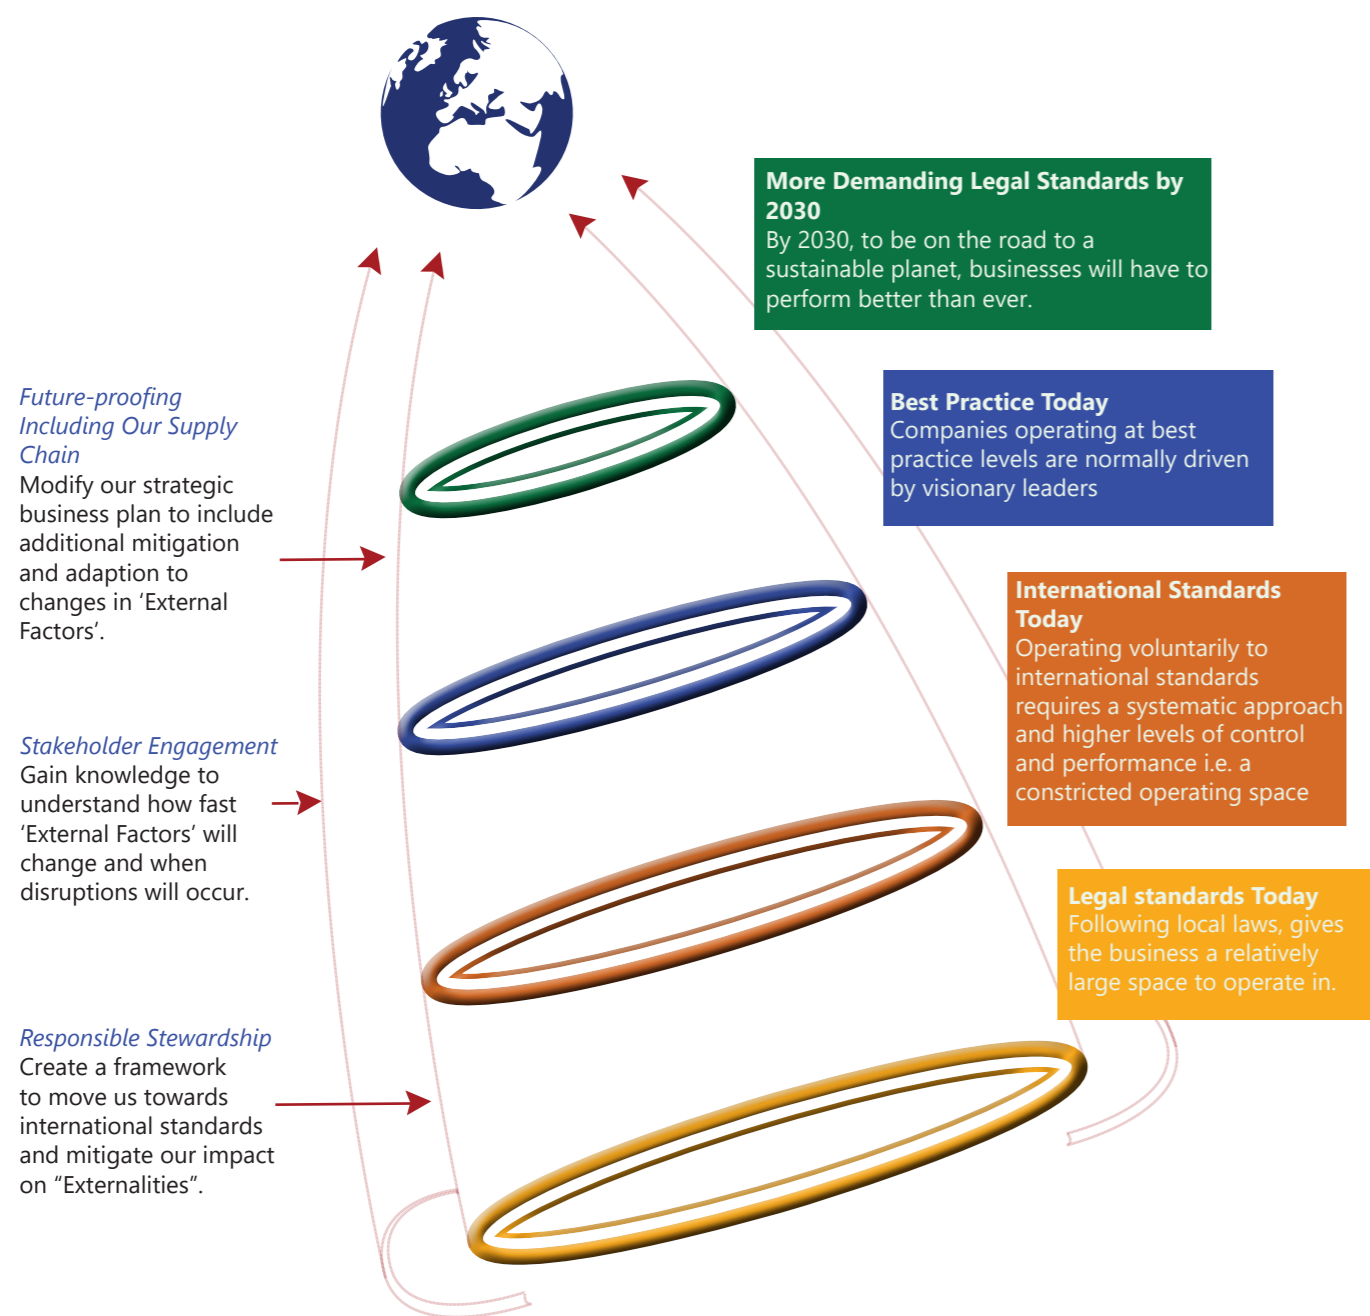 More Demanding Legal Standards by
2030
By 2030, to be on the road to a
sustainable planet, businesses will have to
perform better than ever.
Future-proofing
Including Our Supply
Chain
Modify our strategic
business plan to include
additional mitigation
and adaption to
changes in ‘External
Factors’.
Best Practice Today
Companies operating at best
practice levels are normally driven
by visionary leaders
International Standards
Today
Operating voluntarily to
international standards
requires a systematic approach
and higher levels of control
and performance i.e. a
constricted operating space
Stakeholder Engagement
Gain knowledge to
understand how fast
‘External Factors’ will
change and when
disruptions will occur.
Legal standards Today
Following local laws, gives
the business a relatively
large space to operate in.
Responsible Stewardship
Create a framework
to move us towards
international standards
and mitigate our impact
on “Externalities”.